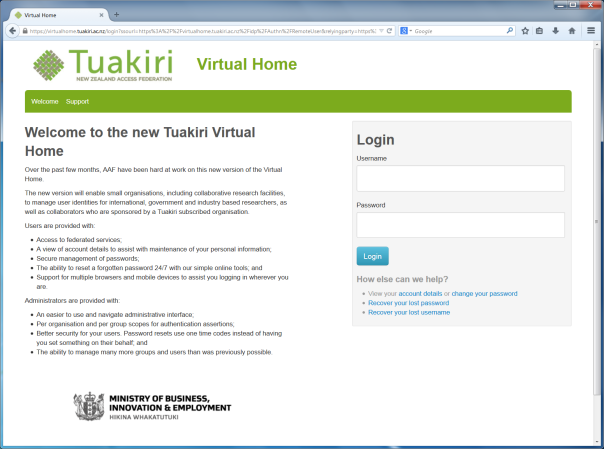 Virtual Home
https://virtualhome.tuakiri.ac.nz/login?ssourl=https%3A%2F%2Fvirtualhome.tuakiri.ac.nz%2Fidp%2FAuthn%2FRemoteUser&relyingparty=https%
Google
Tuakiri
NEW ZEALAND ACCESS FEDERATION
Virtual Home
Welcome Support
Welcome to the new Tuakiri Virtual
Home
Over the past few months, AAF have been hard at work on this new version of the Virtual
Home.
The new version will enable small organisations, including collaborative research facilities,
to manage user identities for international, government and industry based researchers, as
well as collaborators who are sponsored by a Tuakiri subscribed organisation.
Users are provided with:
Access to federated services;
A view of account details to assist with maintenance of your personal information;
Secure management of passwords;
The ability to reset a forgotten password 24/7 with our simple online tools; and
Support for multiple browsers and mobile devices to assist you logging in wherever you
are.
Administrators are provided with:
An easier to use and navigate administrative interface;
Per organisation and per group scopes for authentication assertions;
Better security for your users. Password resets use one time codes instead of having
you set something on their behalf; and
The ability to manage many more groups and users than was previously possible.
Login
Username
Password
Login
How else can we help?
View your account details or change your password
Recover your lost password
Recover your lost username
MINISTRY OF BUSINESS,
INNOVATION & EMPLOYMENT
HIKINA WHAKATUTUKI